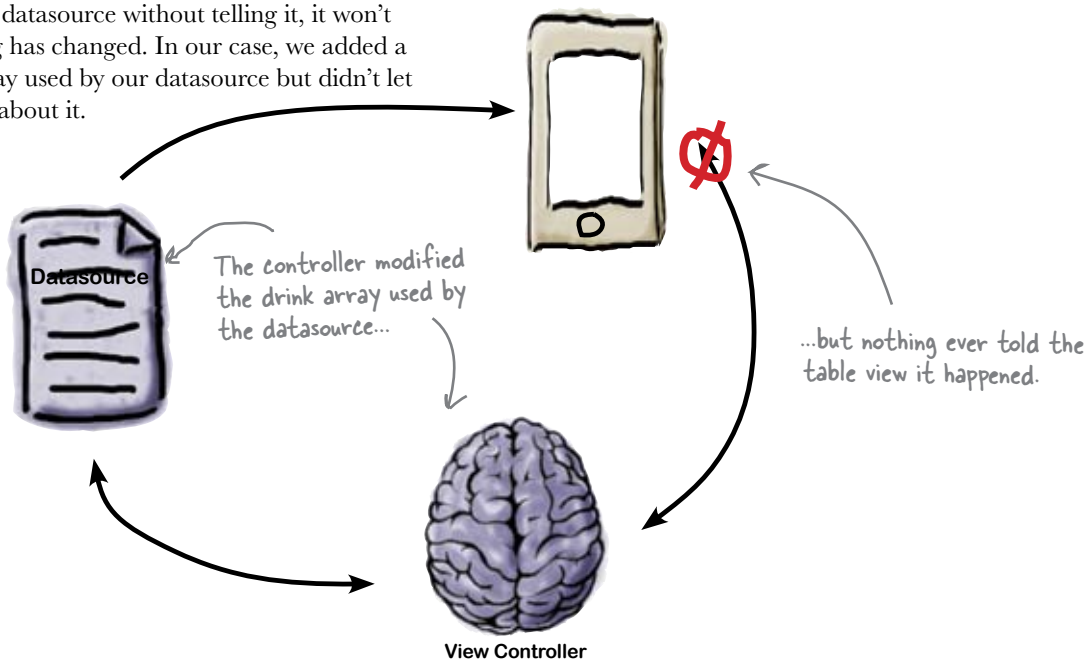 datasource without telling it, it won't
has changed. In our case, we added a
used by our datasource but didn't let
about it.
Datasource
The controller modified
the drink array used by
the datasource...
...but nothing ever told the
table view it happened.
View Controller